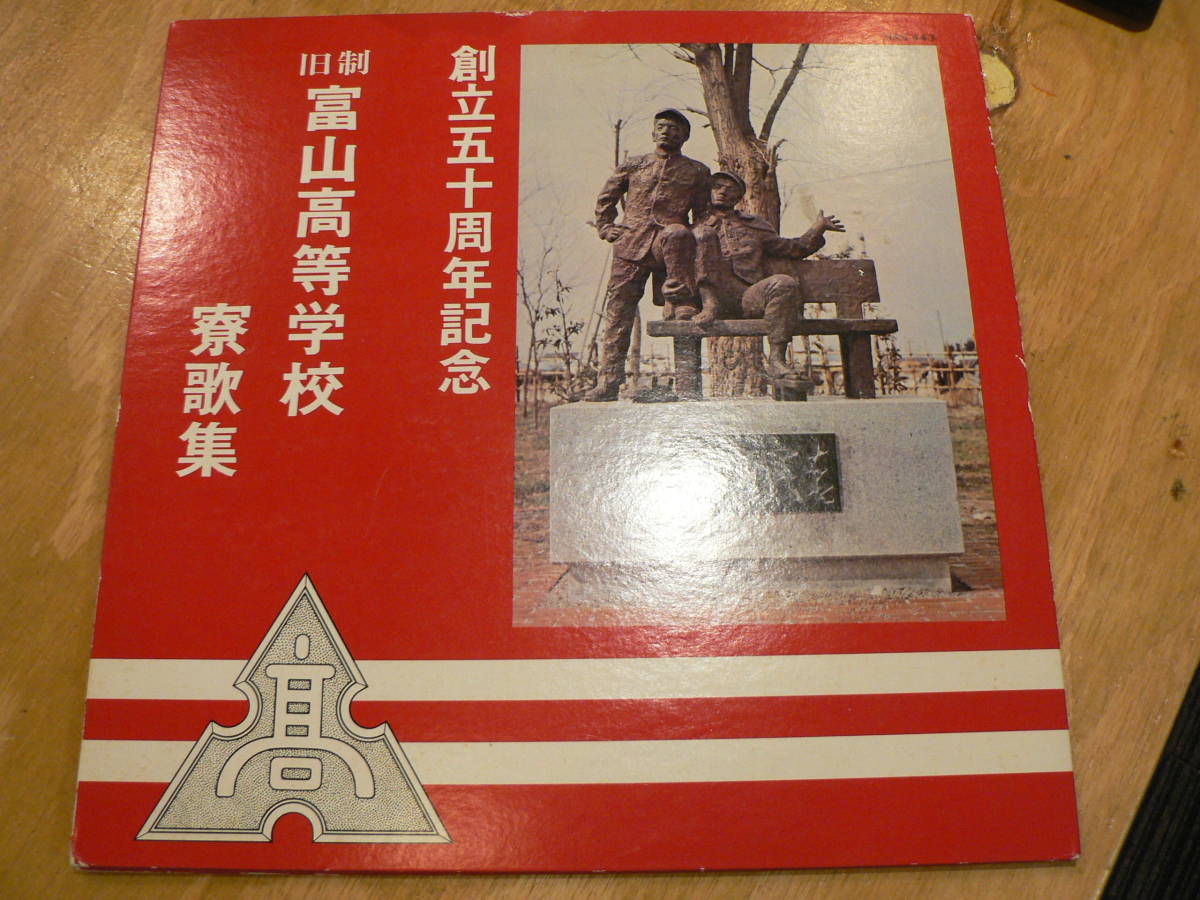 創立五十周年記念
旧制 富山高等学校
寮歌集
高